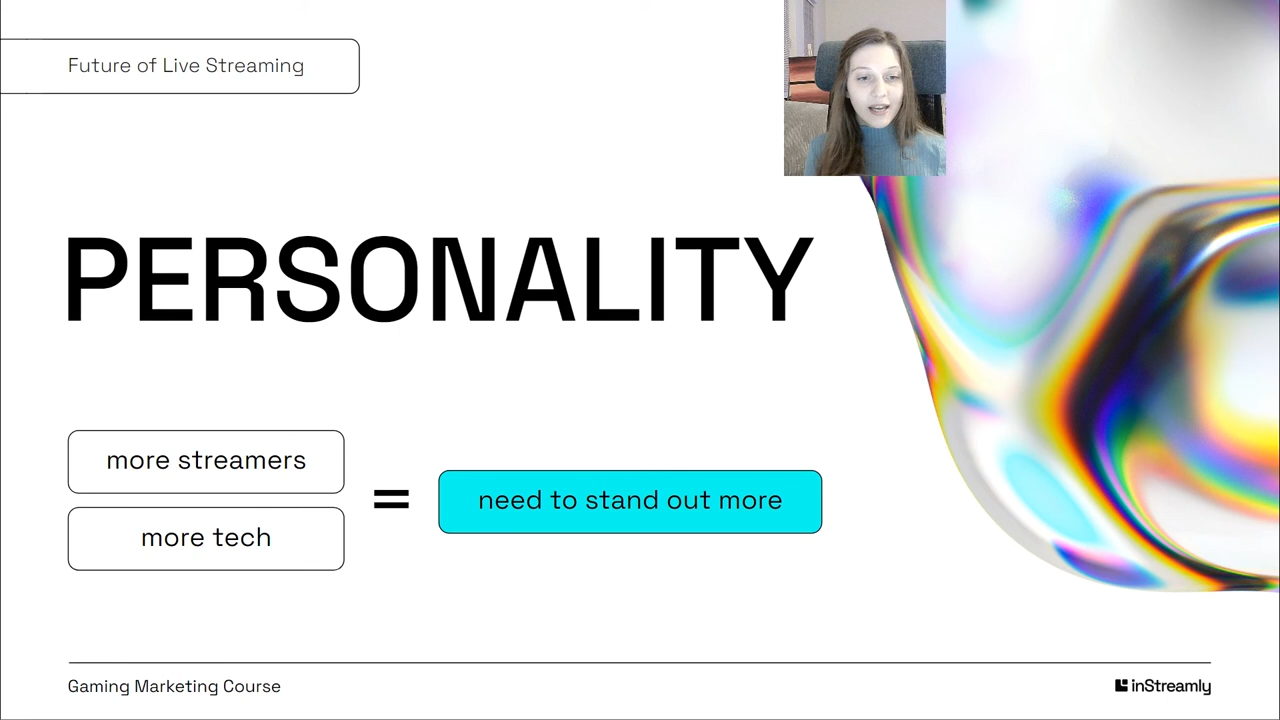 Future of Live Streaming
PERSONALITY
more streamers
more tech
=
need to stand out more
Gaming Marketing Course
inStreamly